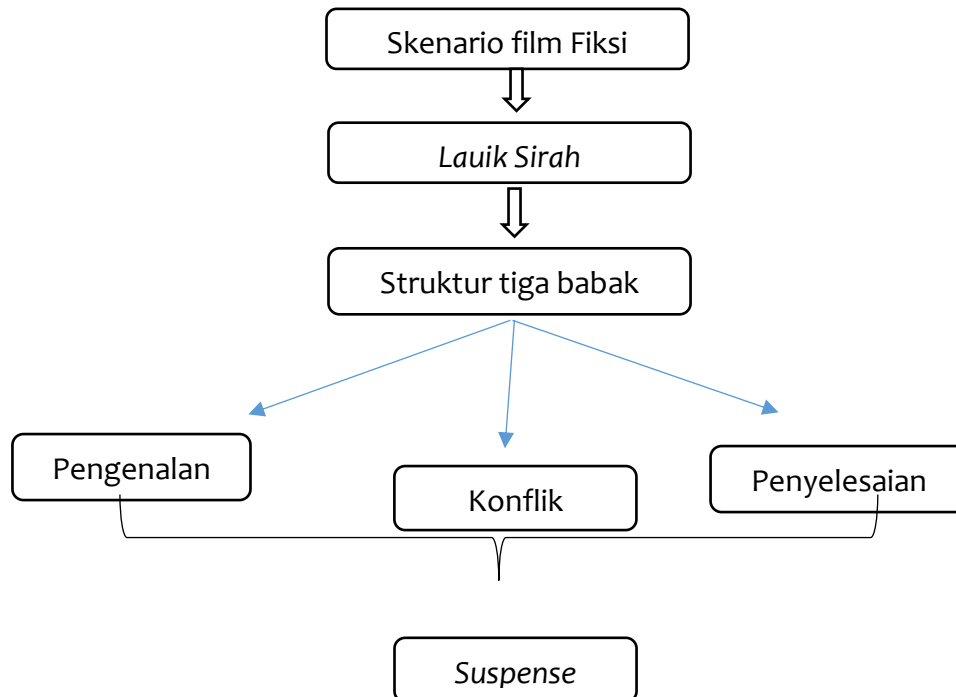 Skenario film Fiksi
Lauik Sirah
Struktur tiga babak
Pengenalan
Konflik
Penyelesaian
Suspense